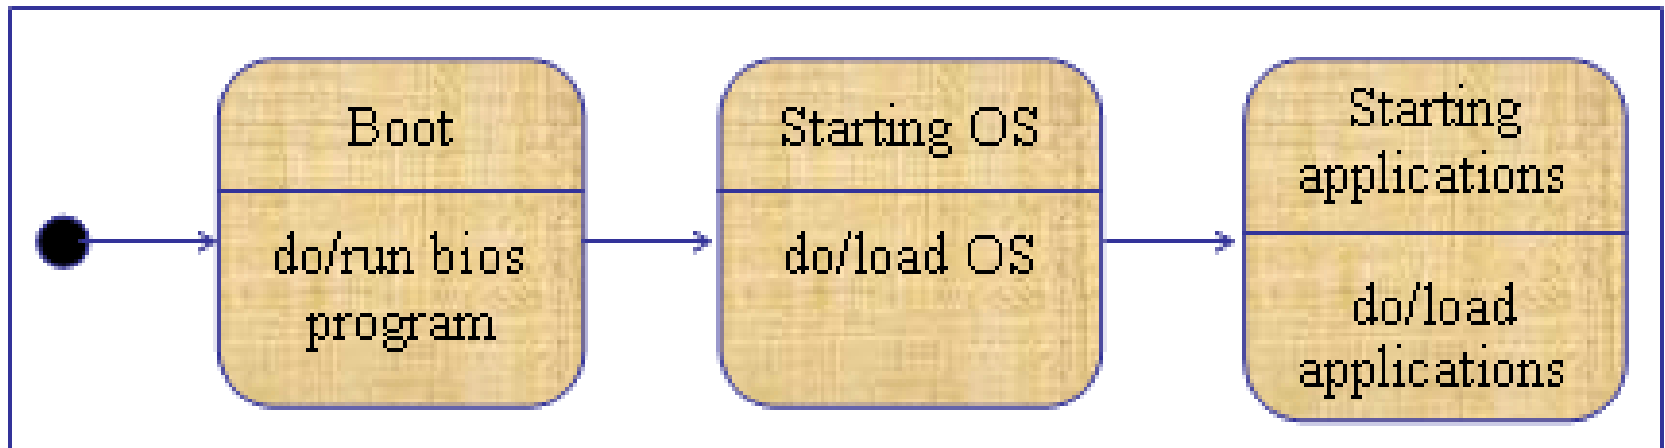 Boot
do/run bios
program
Starting OS
do/load OS
Starting
applications
do/load
applications